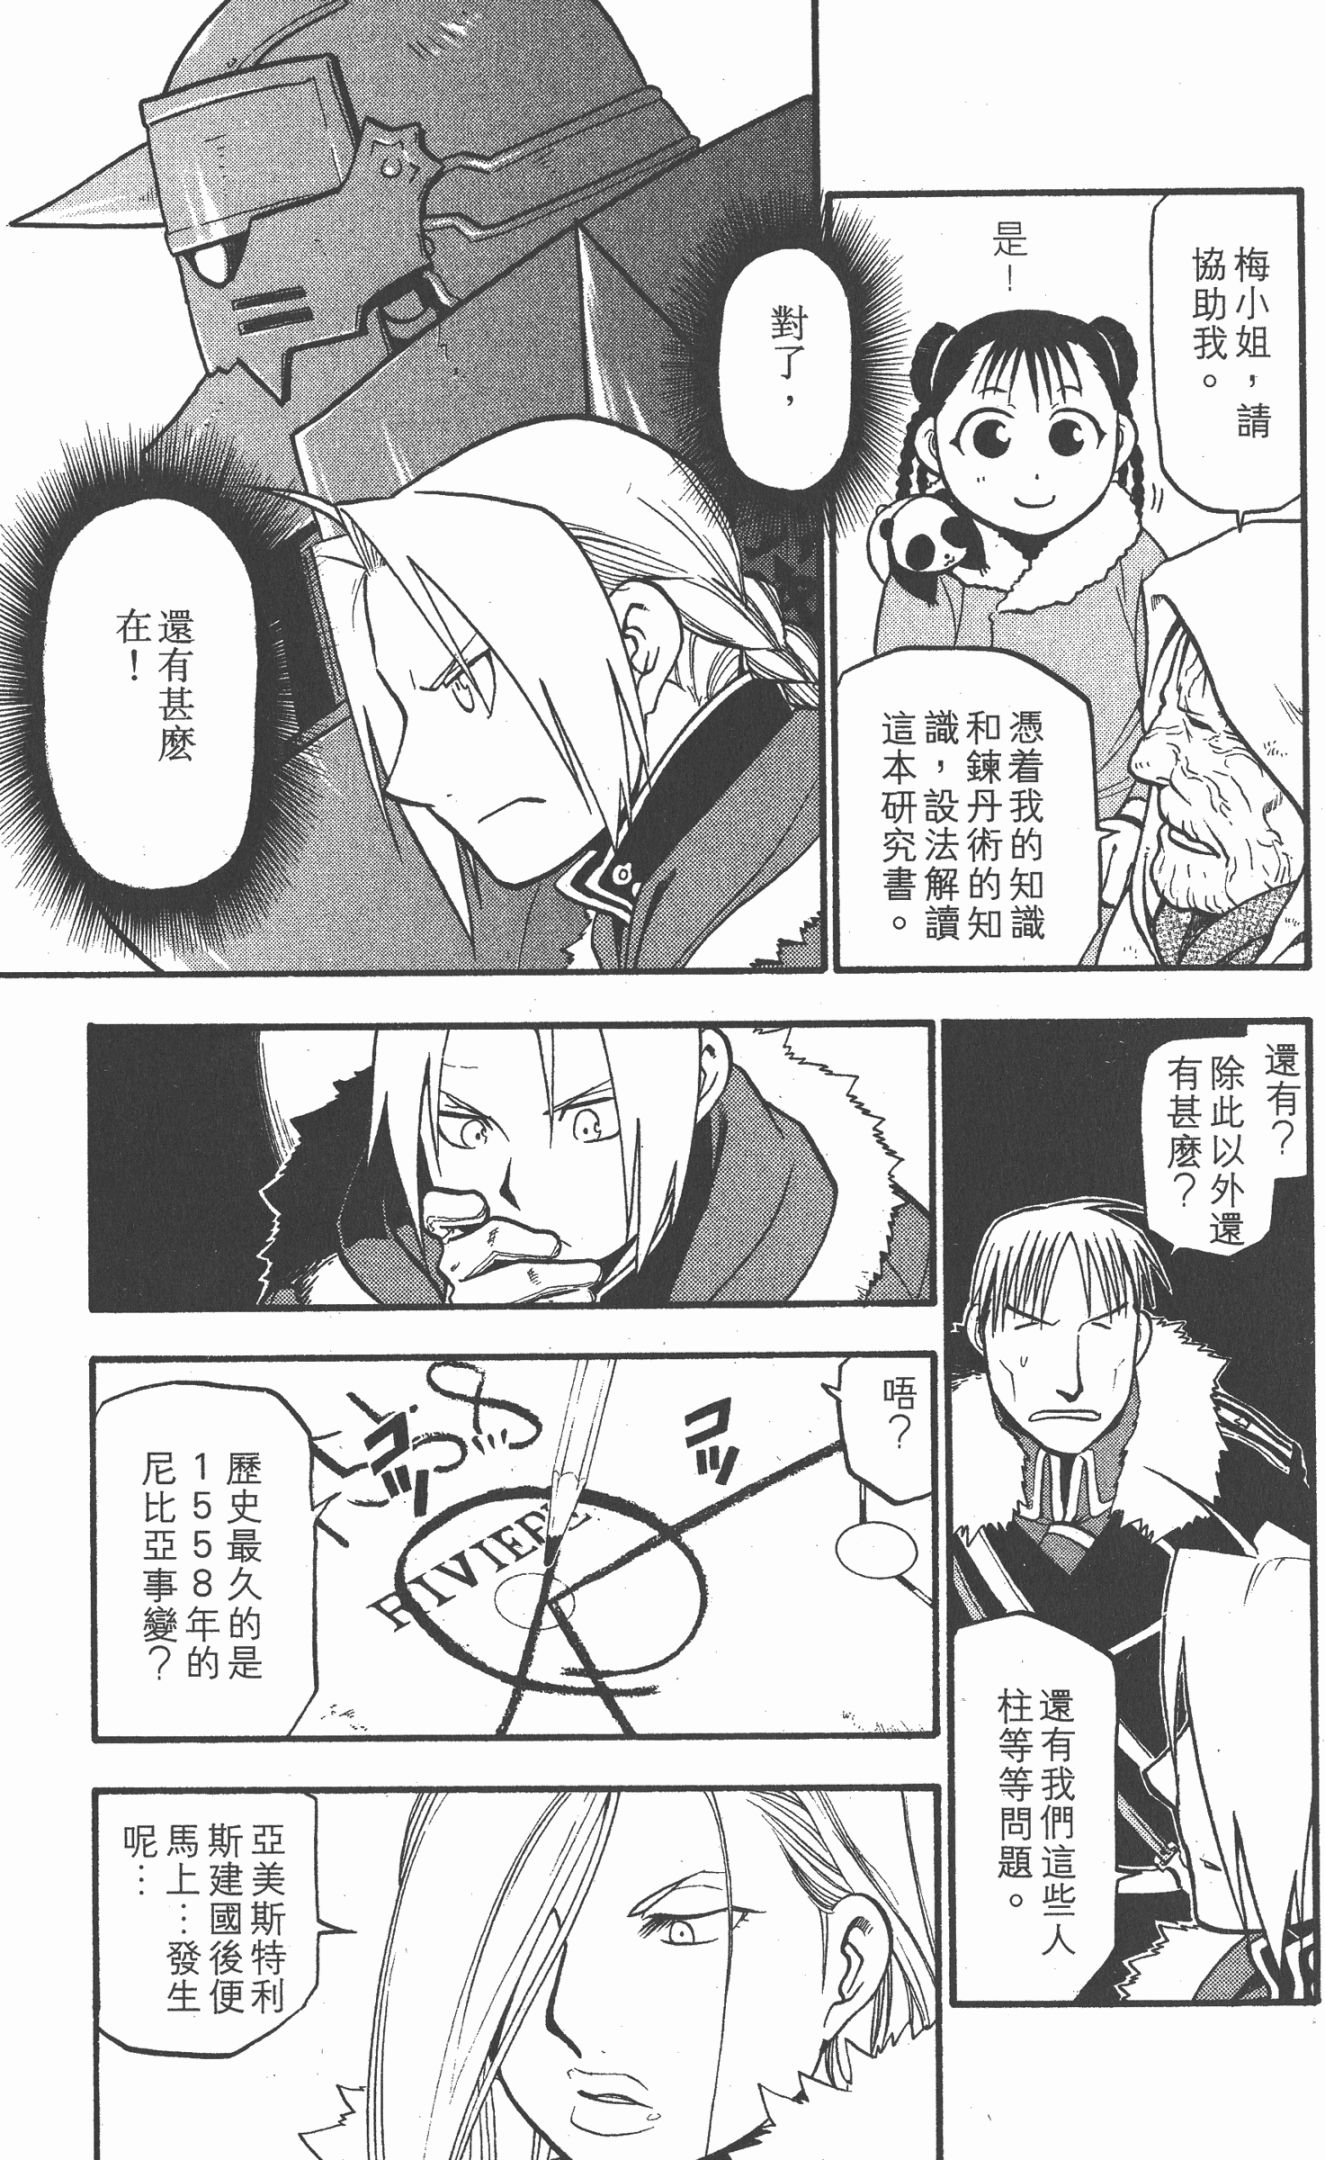 梅小姐，請
協助我。
是！
憑着我的知識
和鍊丹術的知
識，設法解讀
這本研究書。
對了，
還有甚麼
在！
還有？
除此以外還
有甚麼？
還有我們這些人
柱等等問題。
唔？
コツ
コツ
RIVIERE
歷史最久的是
1558年的
尼比亞事變？
亞美斯特利
斯建國後便
馬上…發生
呢…